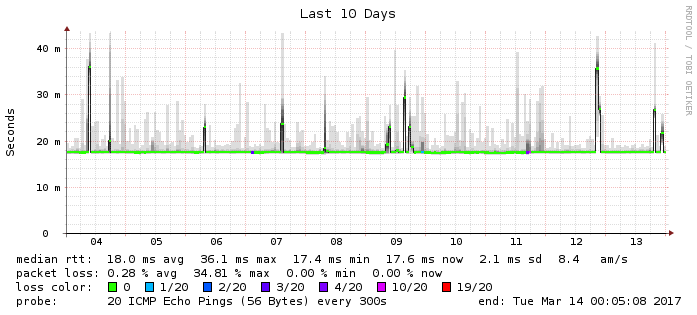 Last 10 Days
RRDTOOL / TOBI OETIKER
Seconds
40 m
30 m
20 m
10 m
0
04 05 06 07 08 09 10 11 12 13
median rtt: 18.0 ms avg 36.1 ms max 17.4 ms min 17.6 ms now 2.1 ms sd 8.4 am/s
packet loss: 0.28 % avg 34.81 % max 0.00 % min 0.00 % now
loss color: 0 1/20 2/20 3/20 4/20 10/20 19/20
probe: 20 ICMP Echo Pings (56 Bytes) every 300s end: Tue Mar 14 00:05:08 2017